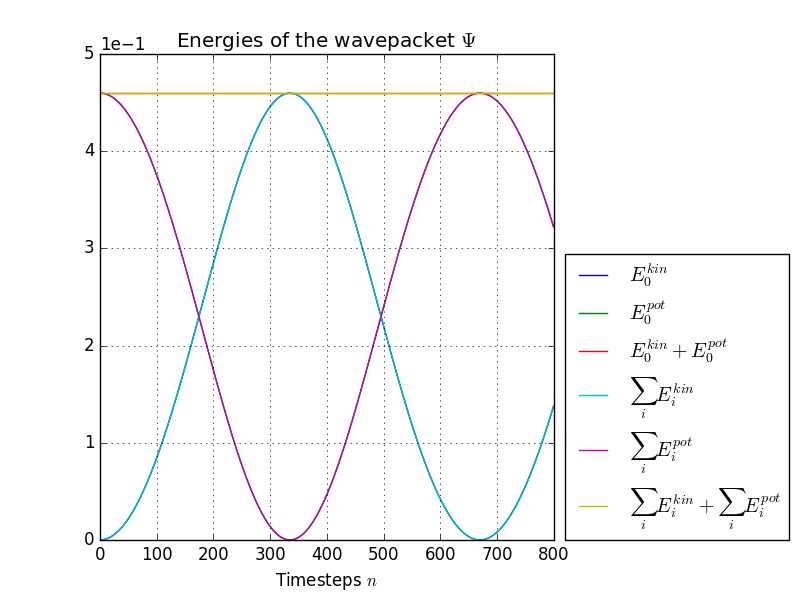 1e−1
Energies of the wavepacket Ψ
5
4
3
2
1
0
0 100 200 300 400 500 600 700 800
Timesteps n
E_0^{kin}
E_0^{pot}
E_0^{kin} + E_0^{pot}
∑_i E_i^{kin}
∑_i E_i^{pot}
∑_i E_i^{kin} + ∑_i E_i^{pot}